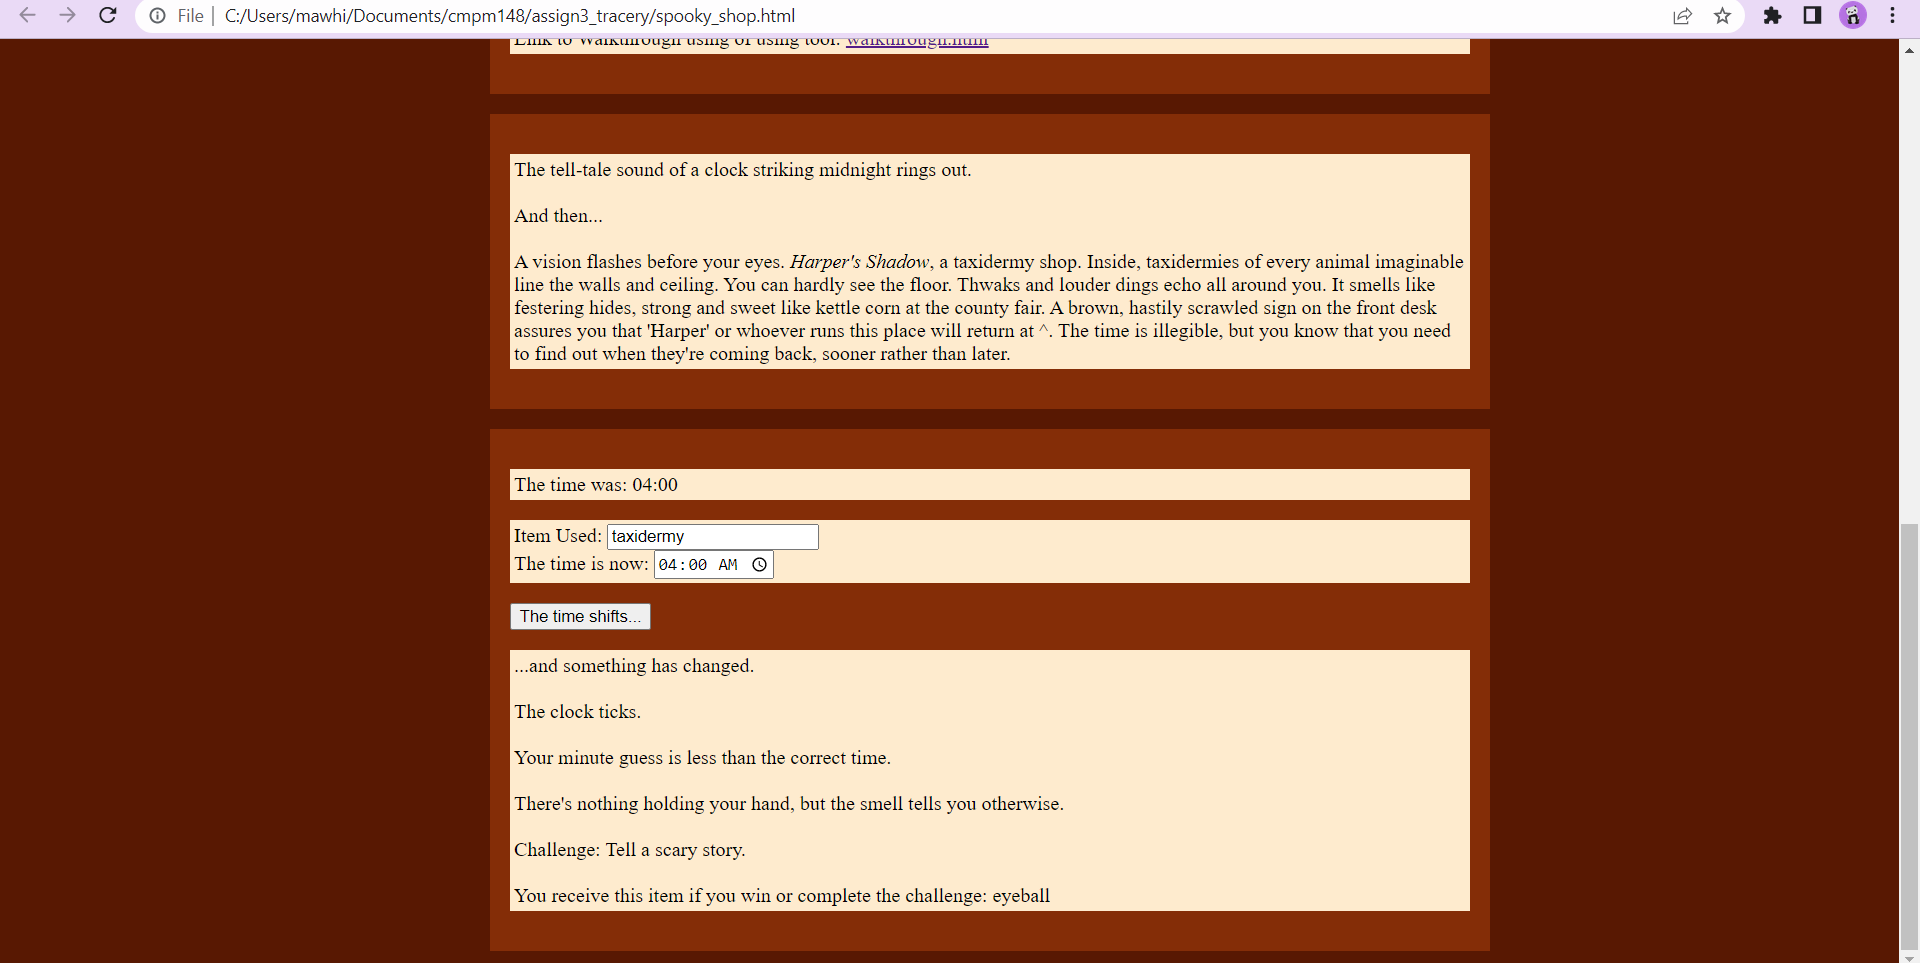 File
C:/Users/mawhi/Documents/cmpm148/assign3_tracery/spooky_shop.html
Link to Walkthrough using of using tool: walkthrough.html
The tell-tale sound of a clock striking midnight rings out.
And then...
A vision flashes before your eyes. Harper's Shadow, a taxidermy shop. Inside, taxidermies of every animal imaginable
line the walls and ceiling. You can hardly see the floor. Thwaks and louder dings echo all around you. It smells like
festering hides, strong and sweet like kettle corn at the county fair. A brown, hastily scrawled sign on the front desk
assures you that 'Harper' or whoever runs this place will return at ^. The time is illegible, but you know that you need
to find out when they're coming back, sooner rather than later.
The time was: 04:00
Item Used: taxidermy
The time is now: 04:00 AM
The time shifts...
...and something has changed.
The clock ticks.
Your minute guess is less than the correct time.
There's nothing holding your hand, but the smell tells you otherwise.
Challenge: Tell a scary story.
You receive this item if you win or complete the challenge: eyeball